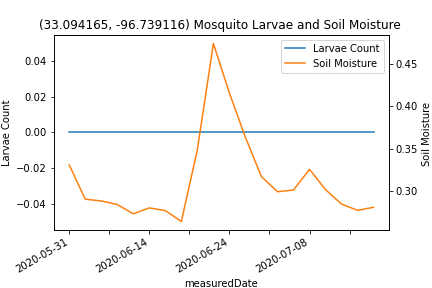 (33.094165, -96.739116) Mosquito Larvae and Soil Moisture
Larvae Count
Soil Moisture
0.04
0.02
0.00
−0.02
−0.04
Larvae Count
0.45
0.40
0.35
0.30
Soil Moisture
2020-05-31
2020-06-14
2020-06-24
2020-07-08
measuredDate